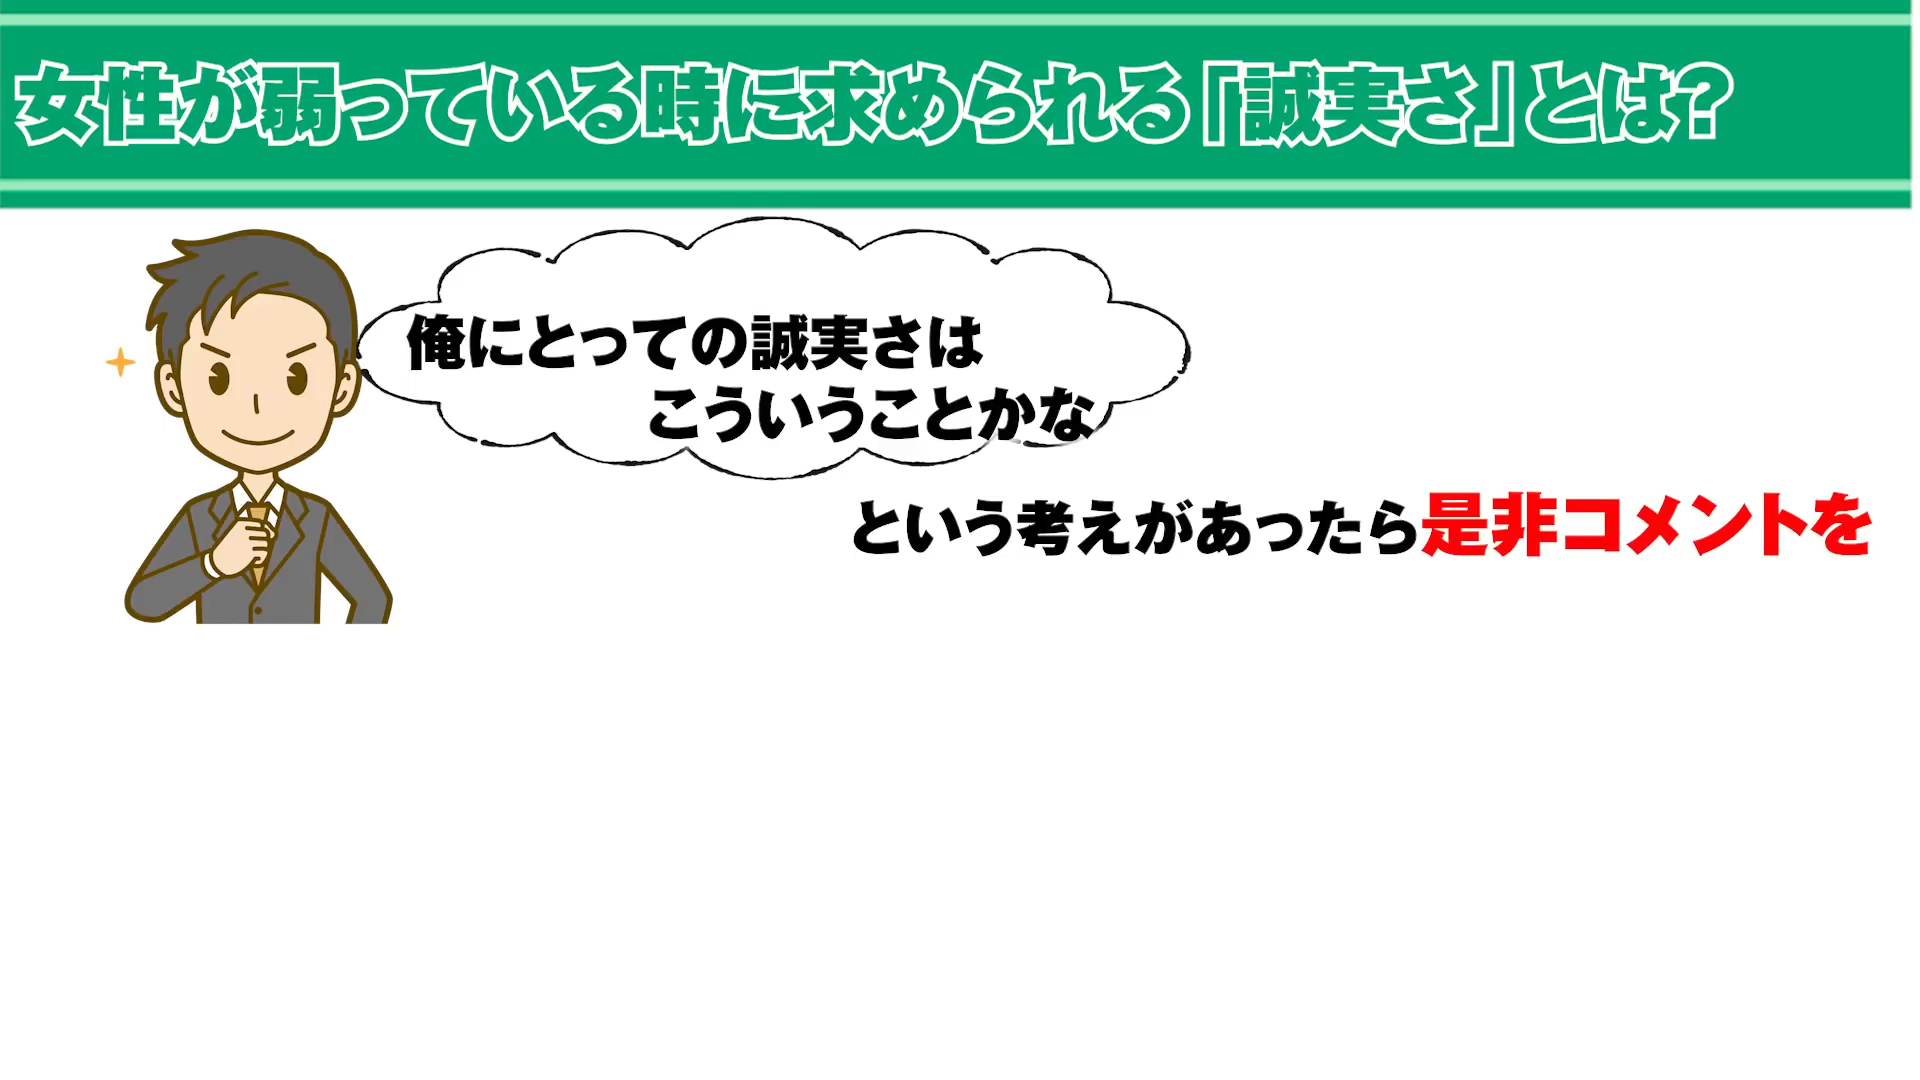 女性が弱っている時に求められる「誠実さ」とは?
俺にとっての誠実さは
こういうことかな
という考えがあったら是非コメントを